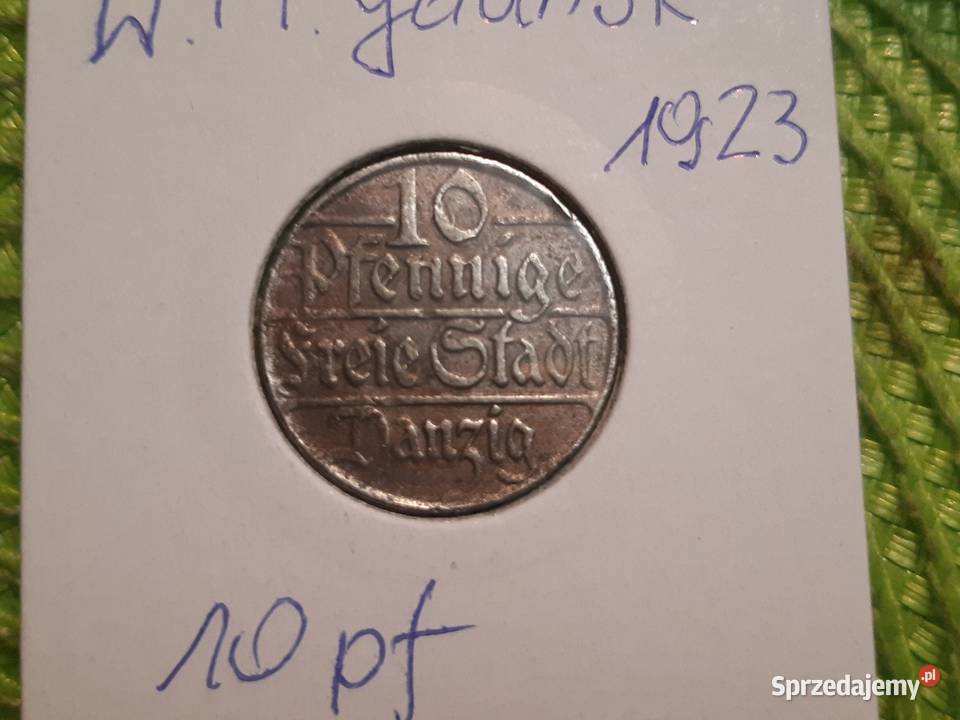 W. M. Gdańsk
1923
10
Pfennige
Freie Stadt
Danzig
10 pf
Sprzedajemy.pl